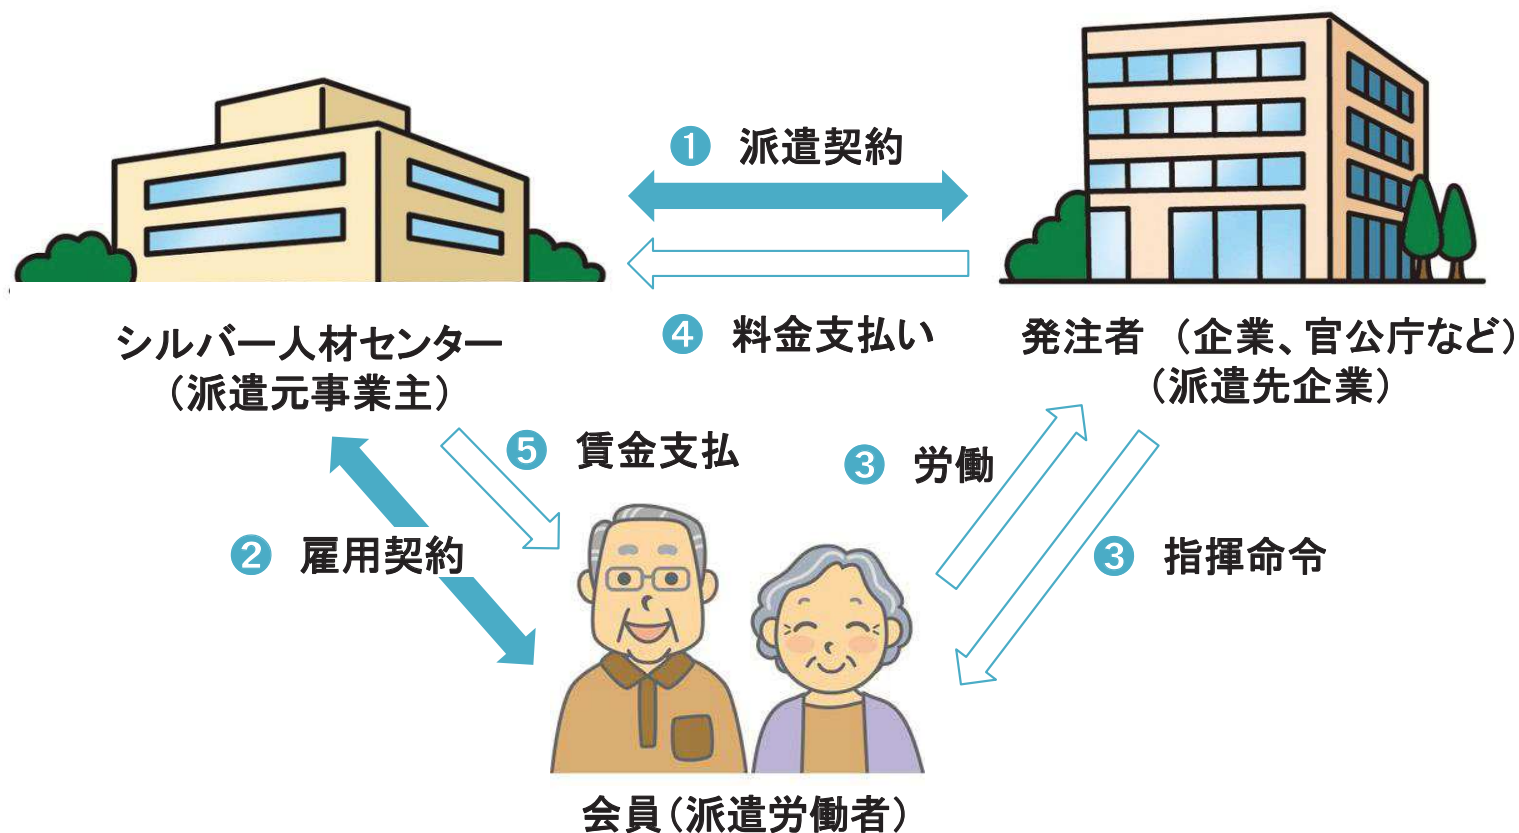 ❶ 派遣契約
❹ 料金支払い
シルバー人材センター
（派遣元事業主）
発注者 （企業、官公庁など）
（派遣先企業）
❺ 賃金支払
❸ 労働
❷ 雇用契約
❸ 指揮命令
会員（派遣労働者）